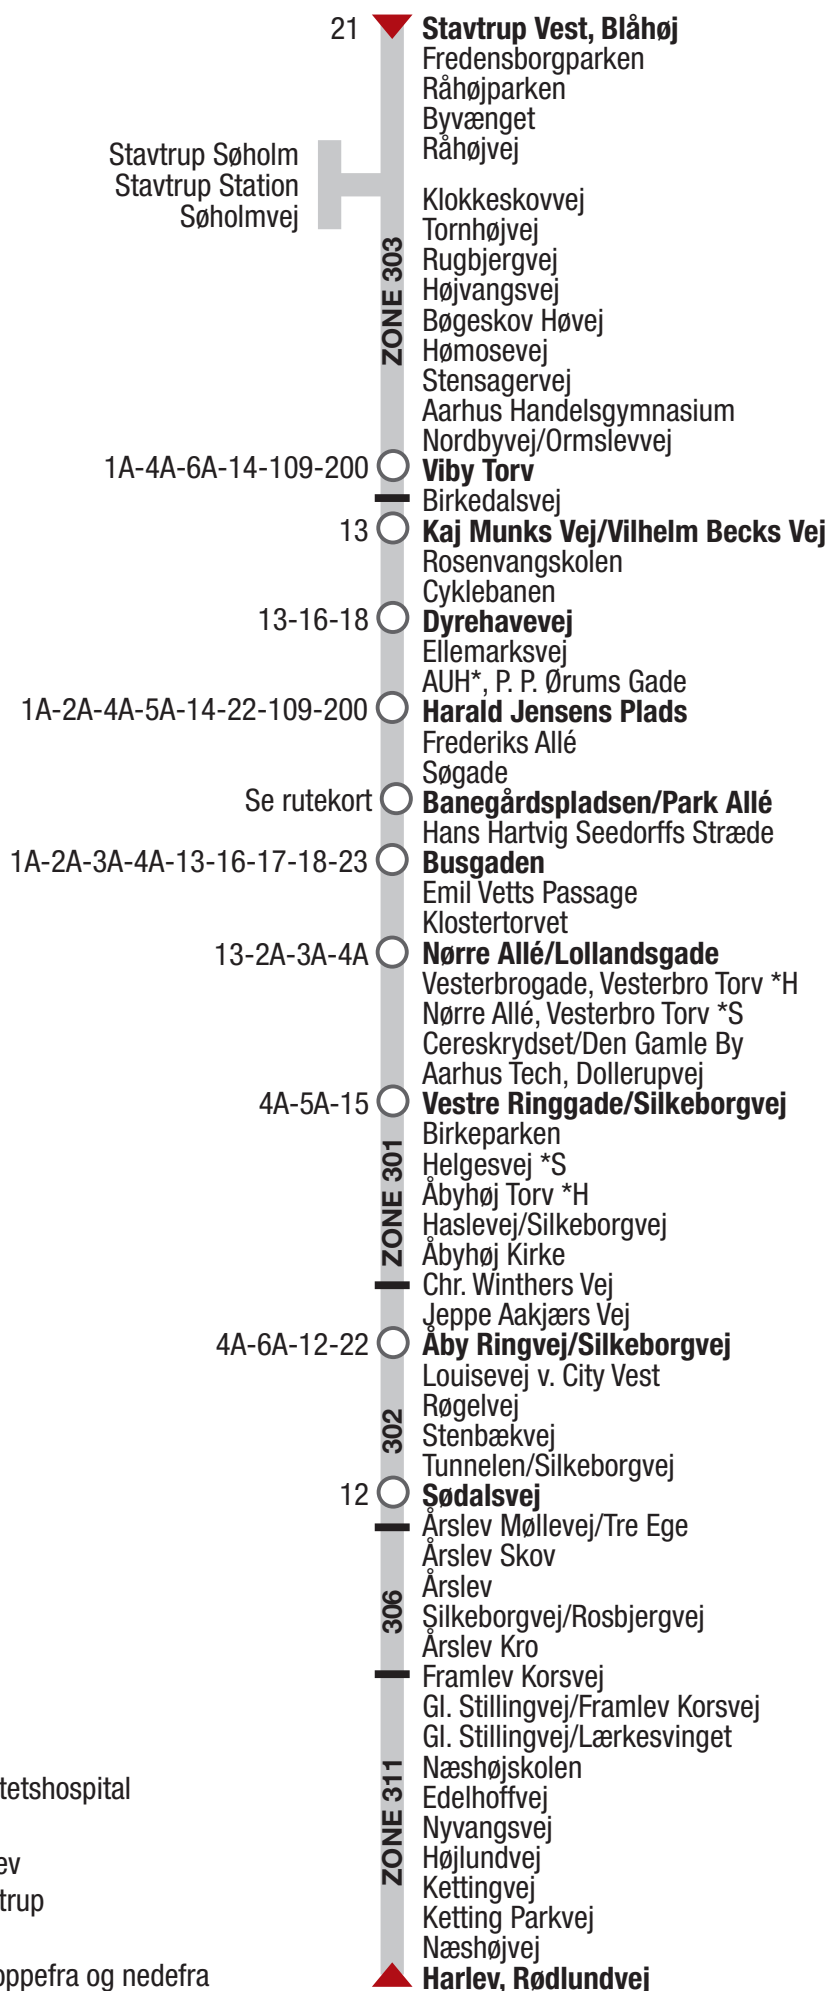 21 Stavtrup Vest, Blåhøj
Fredensborgparken
Råhøjparken
Byvænget
Råhøjvej
Stavtrup Søholm
Stavtrup Station
Søholmvej
Klokkeskovvej
Tornhøjvej
Rugbjergvej
Højvangsvej
Bøgeskov Høvej
Hømosevej
Stensagervej
Aarhus Handelsgymnasium
Nordbyvej/Ormslevvej
ZONE 303
1A-4A-6A-14-109-200 Viby Torv
Birkedalsvej
13 Kaj Munks Vej/Vilhelm Becks Vej
Rosenvangskolen
Cyklebanen
13-16-18 Dyrehavevej
Ellemarksvej
AUH*, P. P. Ørums Gade
1A-2A-4A-5A-14-22-109-200 Harald Jensens Plads
Frederiks Allé
Søgade
Se rutekort Banegårdspladsen/Park Allé
Hans Hartvig Seedorffs Stræde
1A-2A-3A-4A-13-16-17-18-23 Busgaden
Emil Vetts Passage
Klostertorvet
13-2A-3A-4A Nørre Allé/Lollandsgade
Vesterbrogade, Vesterbro Torv *H
Nørre Allé, Vesterbro Torv *S
Cereskrydset/Den Gamle By
Aarhus Tech, Dollerupvej
4A-5A-15 Vestre Ringgade/Silkeborgvej
Birkeparken
Helgesvej *S
Åbyhøj Torv *H
Haslevej/Silkeborgvej
Åbyhøj Kirke
ZONE 301
Chr. Winthers Vej
Jeppe Aakjærs Vej
4A-6A-12-22 Åby Ringvej/Silkeborgvej
Louisevej v. City Vest
Røgelvej
Stenbækvej
Tunnelen/Silkeborgvej
302
12 Sødalsvej
Årslev Møllevej/Tre Ege
Årslev Skov
Årslev
Silkeborgvej/Rosbjergvej
Årslev Kro
306
Framlev Korsvej
Gl. Stillingvej/Framlev Korsvej
Gl. Stillingvej/Lærkesvinget
Næshøjskolen
Edelhoffvej
Nyvangsvej
Højlundvej
Kettingvej
Ketting Parkvej
Næshøjvej
ZONE 311
Harlev, Rødlundvej
tetshospital
ev
trup
oppefra og nedefra